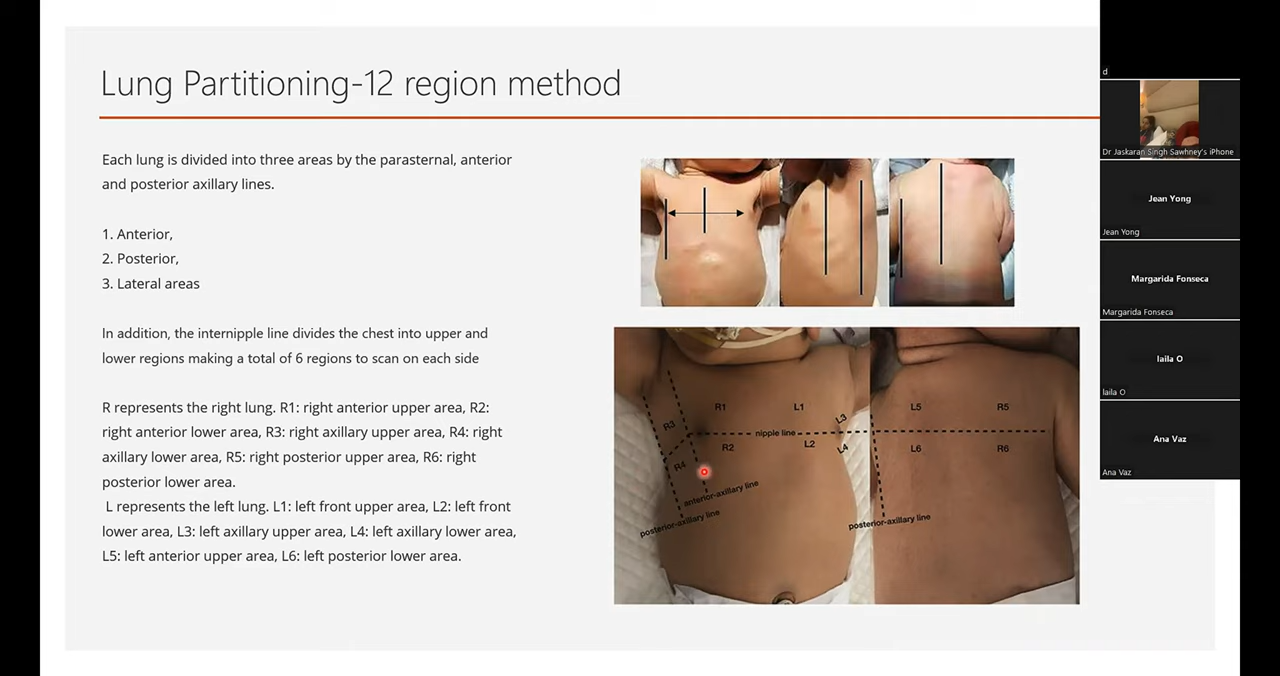 Lung Partitioning-12 region method
Each lung is divided into three areas by the parasternal, anterior
and posterior axillary lines.
1. Anterior,
2. Posterior,
3. Lateral areas
In addition, the internipple line divides the chest into upper and
lower regions making a total of 6 regions to scan on each side
R represents the right lung. R1: right anterior upper area, R2:
right anterior lower area, R3: right axillary upper area, R4: right
axillary lower area, R5: right posterior upper area, R6: right
posterior lower area.
L represents the left lung. L1: left front upper area, L2: left front
lower area, L3: left axillary upper area, L4: left axillary lower area,
L5: left anterior upper area, L6: left posterior lower area.
R1
L1
L3
R3
nipple line
R2
L2
L4
R4
anterior-axillary line
posterior-axillary line
L5
R5
L6
R6
posterior-axillary line
d
Dr Jaskaran Singh Sawhney's iPhone
Jean Yong
Jean Yong
Margarida Fonseca
Margarida Fonseca
laila O
laila O
Ana Vaz
Ana Vaz